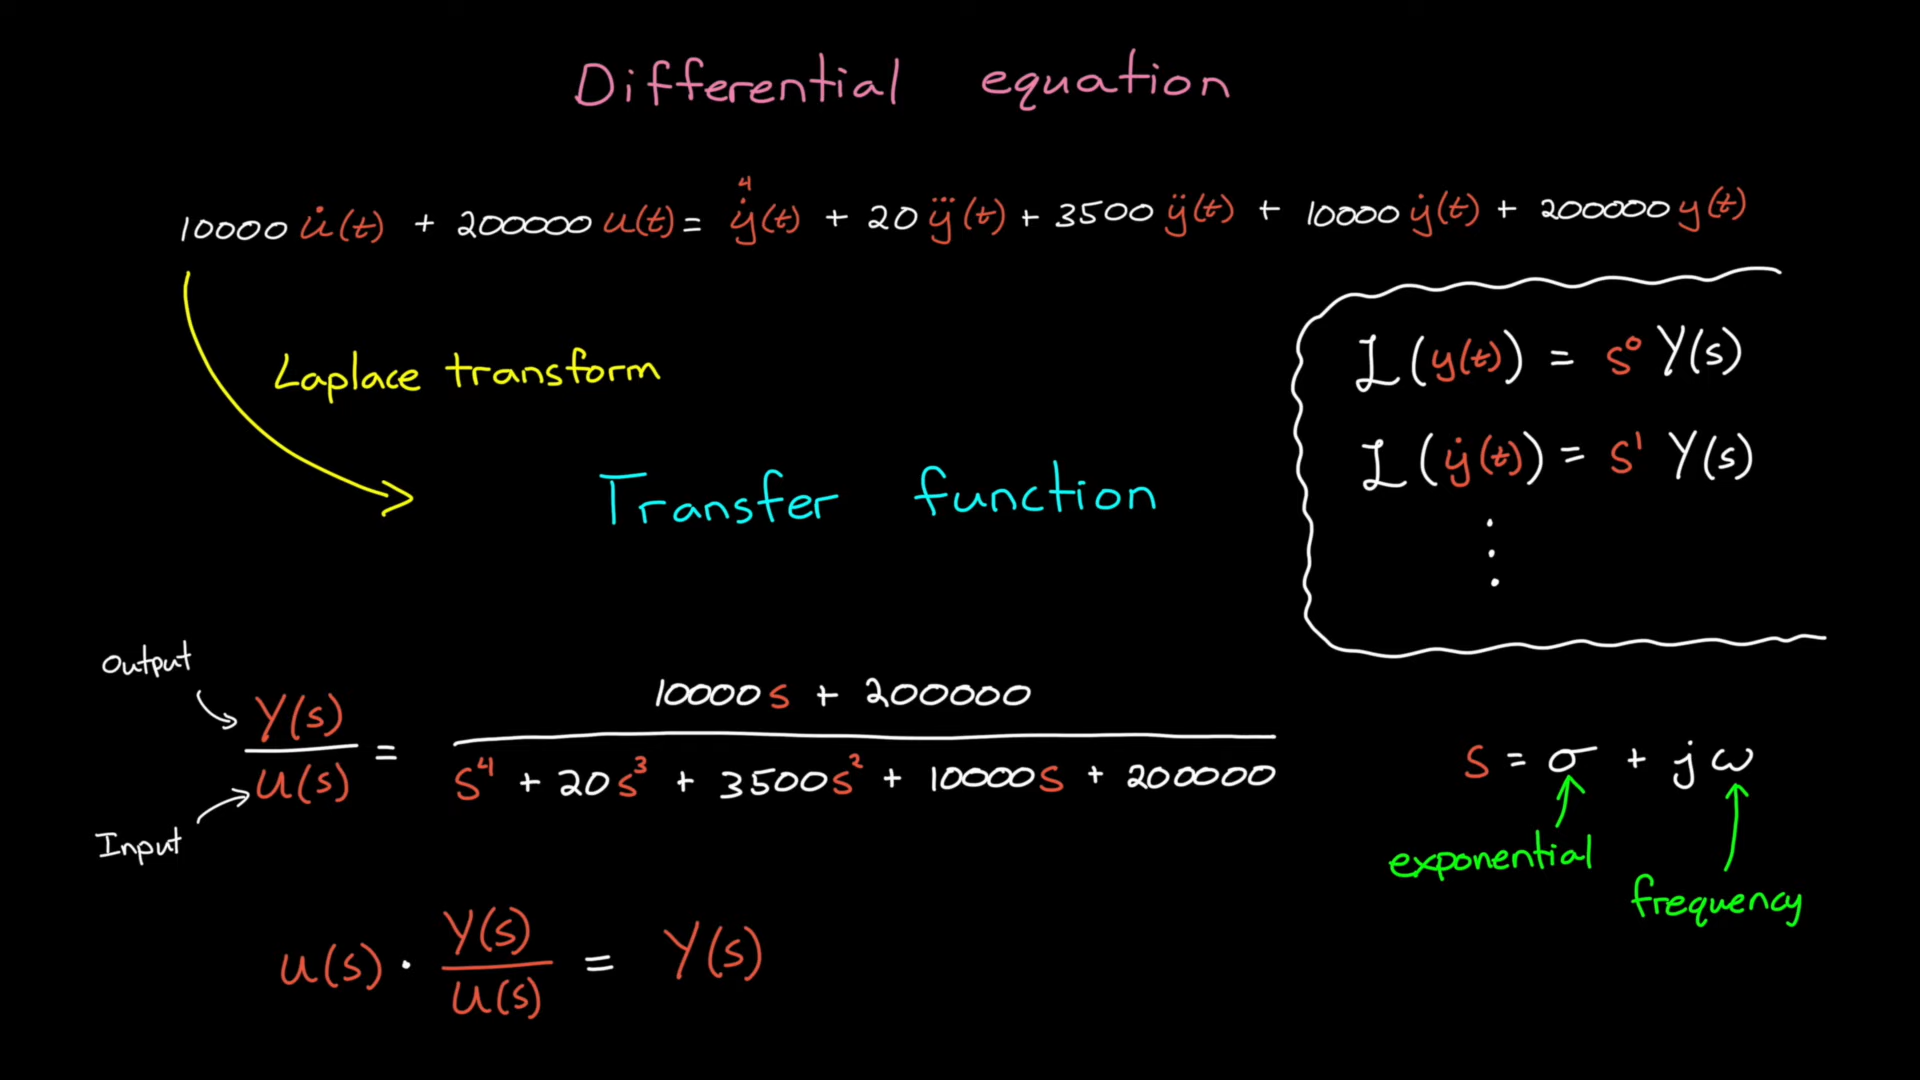 Differential equation
10000 u̇(t) + 200000 u(t) = y⁴̇(t) + 20 y⃛(t) + 3500 ÿ(t) + 10000 ẏ(t) + 200000 y(t)
Laplace transform
ℒ(y(t)) = s⁰ Y(s)
ℒ(ẏ(t)) = s¹ Y(s)
⋮
Transfer function
Output
Input
Y(s)/U(s) = (10000s + 200000)/(s⁴ + 20s³ + 3500s² + 10000s + 200000)
s = σ + jω
exponential
frequency
U(s) · Y(s)/U(s) = Y(s)